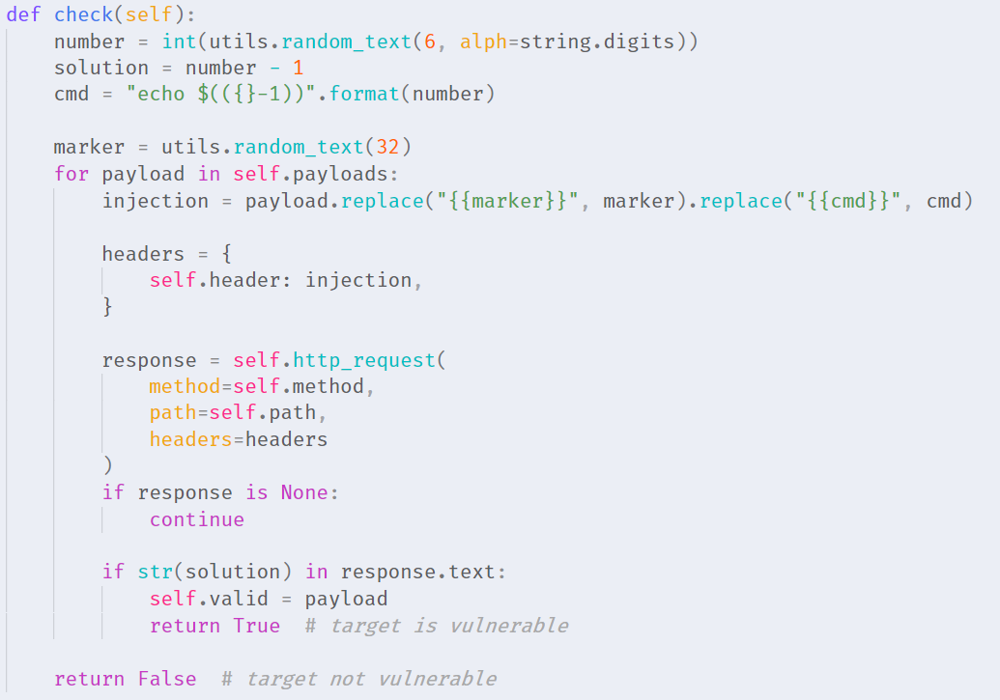 def check(self):
    number = int(utils.random_text(6, alph=string.digits))
    solution = number - 1
    cmd = "echo $(({}-1))".format(number)

    marker = utils.random_text(32)
    for payload in self.payloads:
        injection = payload.replace("{{marker}}", marker).replace("{{cmd}}", cmd)

        headers = {
            self.header: injection,
        }

        response = self.http_request(
            method=self.method,
            path=self.path,
            headers=headers
        )
        if response is None:
            continue

        if str(solution) in response.text:
            self.valid = payload
            return True  # target is vulnerable

    return False  # target not vulnerable